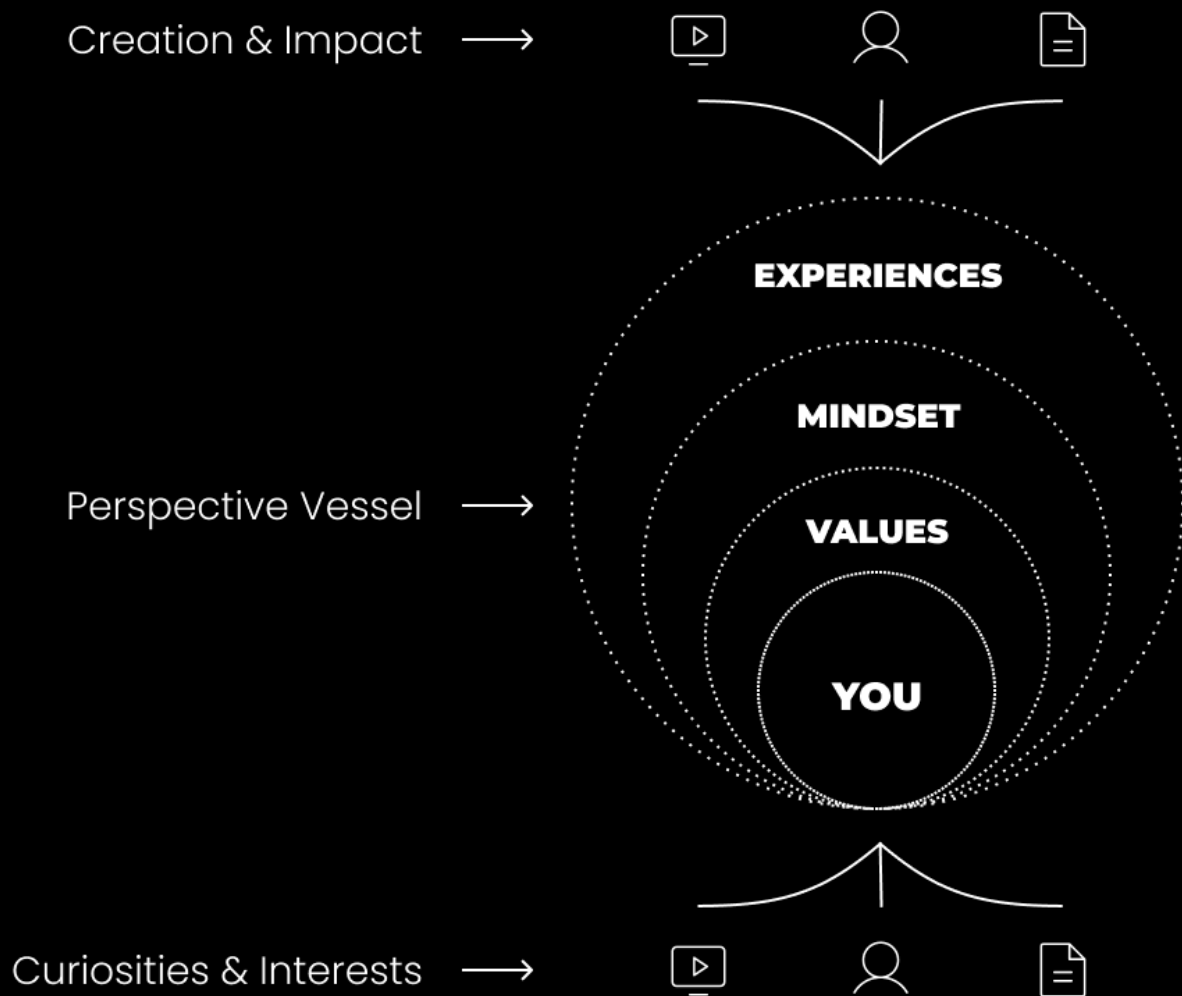 Creation & Impact
EXPERIENCES
MINDSET
Perspective Vessel
VALUES
YOU
Curiosities & Interests